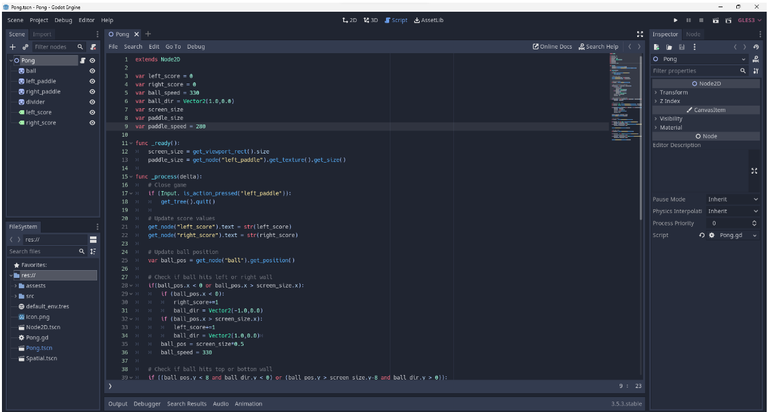 Pong.tscn - Pong - Godot Engine
Scene Project Debug Editor Help
2D 3D Script AssetLib
GLES3
Scene Import
Filter nodes
Pong
ball
left_paddle
right_paddle
divider
left_score
right_score
FileSystem
res://
Search files
Favorites:
res://
assests
src
default_env.tres
icon.png
Node2D.tscn
Pong.gd
Pong.tscn
Spatial.tscn
Pong
File Search Edit Go To Debug
Online Docs Search Help
1 extends Node2D
2
3 var left_score = 0
4 var right_score = 0
5 var ball_speed = 330
6 var ball_dir = Vector2(1.0,0.0)
7 var screen_size
8 var paddle_size
9 var paddle_speed = 280
10
11 func _ready():
12 screen_size = get_viewport_rect().size
13 paddle_size = get_node("left_paddle").get_texture().get_size()
14
15 func _process(delta):
16 # Close game
17 if (Input. is_action_pressed("left_paddle")):
18 get_tree().quit()
19
20 # Update score values
21 get_node("left_score").text = str(left_score)
22 get_node("right_score").text = str(right_score)
23
24 # Update ball position
25 var ball_pos = get_node("ball").get_position()
26
27 # Check if ball hits left or right wall
28 if(ball_pos.x < 0 or ball_pos.x > screen_size.x):
29 if (ball_pos.x < 0):
30 right_score+=1
31 ball_dir = Vector2(-1.0,0.0)
32 if (ball_pos.x > screen_size.x):
33 left_score+=1
34 ball_dir = Vector2(1.0,0.0)
35 ball_pos = screen_size*0.5
36 ball_speed = 330
37
38 # Check if ball hits top or bottom wall
39 if ((ball_pos.y < 0 and ball_dir.y < 0) or (ball_pos.y > screen_size.y-0 and ball_dir.y > 0)):
9 : 23
Output Debugger Search Results Audio Animation
3.5.3.stable
Inspector Node
Pong
Filter properties
Node2D
Transform
Z Index
CanvasItem
Visibility
Material
Node
Editor Description
Pause Mode Inherit
Physics Interpolati Inherit
Process Priority 0
Script Pong.gd